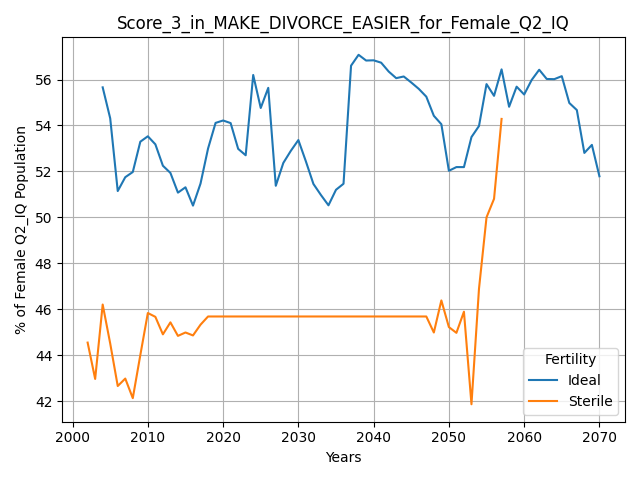 Score_3_in_MAKE_DIVORCE_EASIER_for_Female_Q2_IQ
% of Female Q2_IQ Population
56
54
52
50
48
46
44
42
2000 2010 2020 2030 2040 2050 2060 2070
Years
Fertility
Ideal
Sterile